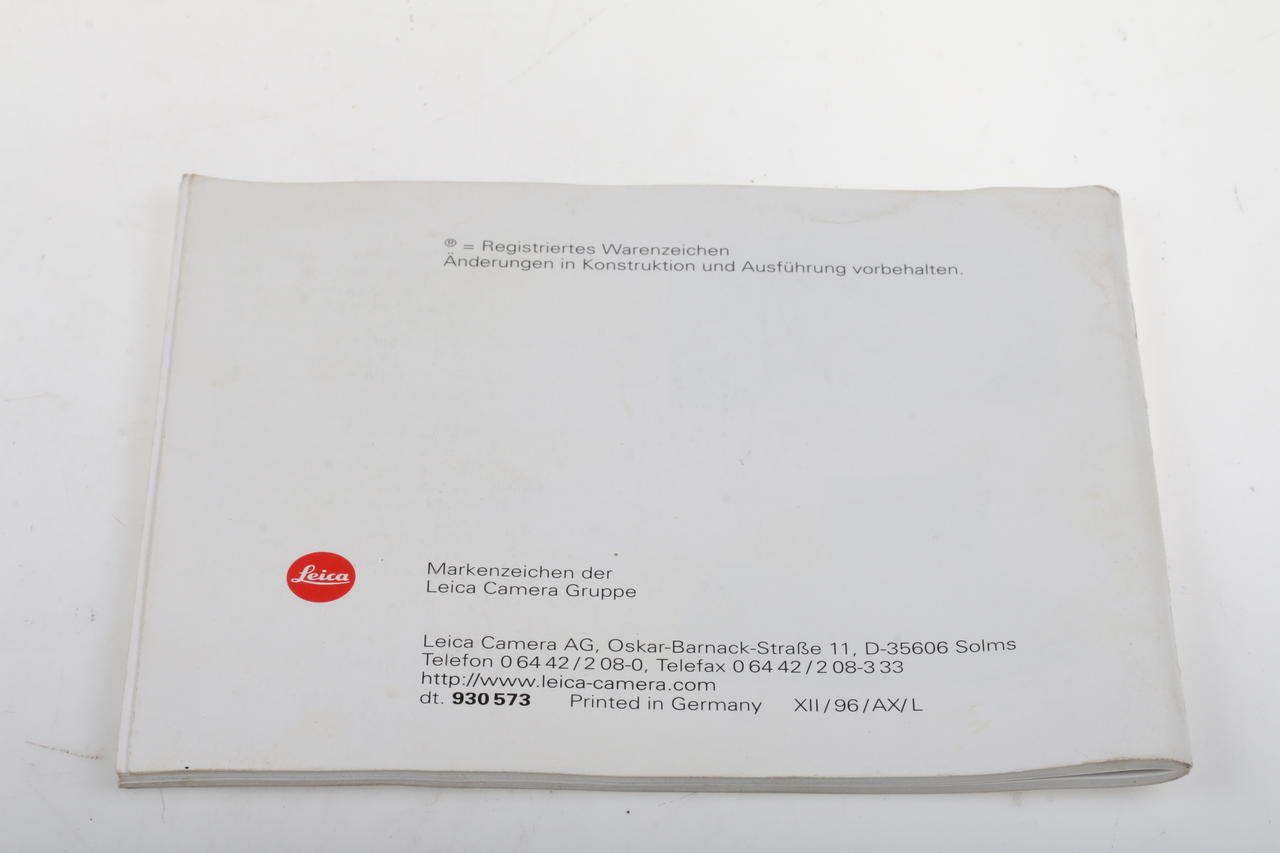 ® = Registriertes Warenzeichen
Änderungen in Konstruktion und Ausführung vorbehalten.
Leica
Markenzeichen der
Leica Camera Gruppe
Leica Camera AG, Oskar-Barnack-Straße 11, D-35606 Solms
Telefon 0 64 42 / 2 08-0, Telefax 0 64 42 / 2 08-3 33
http://www.leica-camera.com
dt. 930 573 Printed in Germany XII / 96 / AX / L